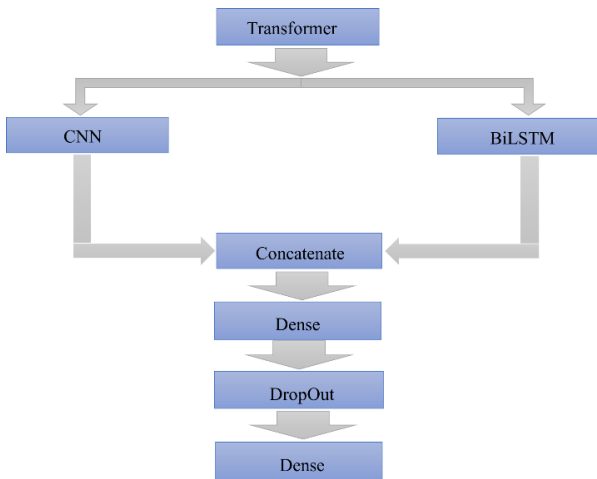 Transformer
CNN
BiLSTM
Concatenate
Dense
DropOut
Dense